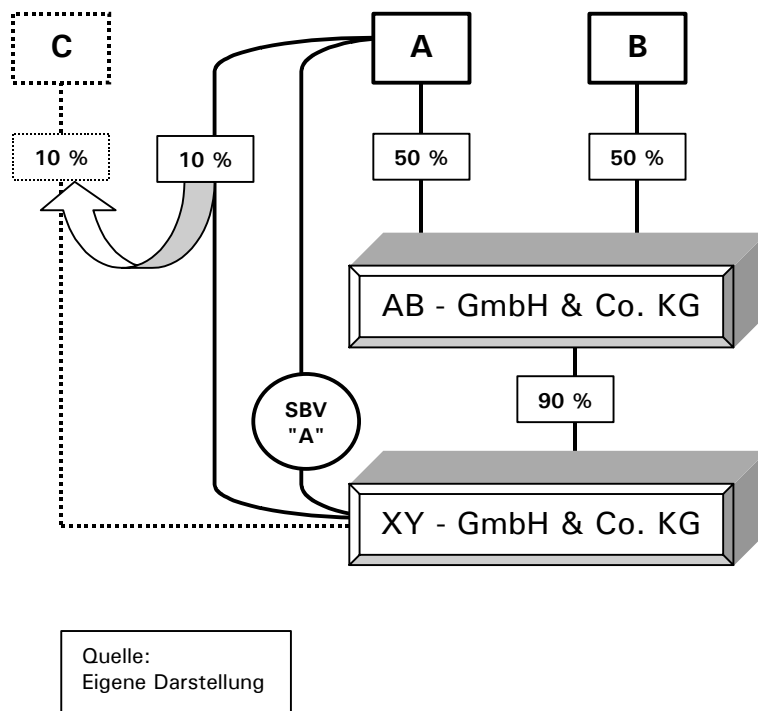 C
A
B
10 %
10 %
50 %
50 %
AB - GmbH & Co. KG
90 %
SBV
"A"
XY - GmbH & Co. KG
Quelle:
Eigene Darstellung